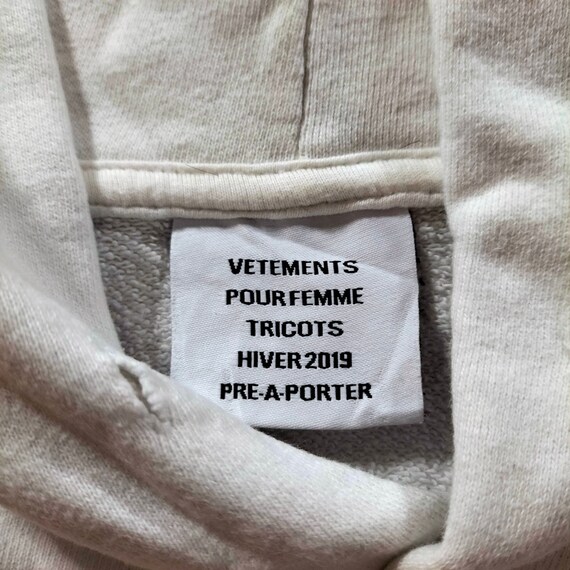 VETEMENTS
POUR FEMME
TRICOTS
HIVER 2019
PRE-A-PORTER